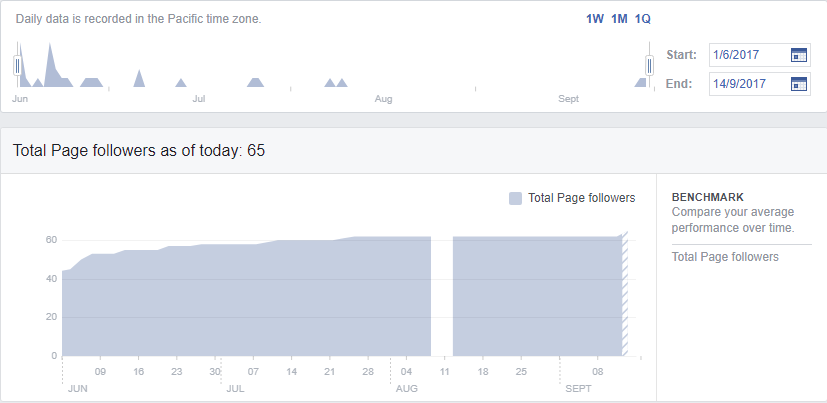 Daily data is recorded in the Pacific time zone.
1W 1M 1Q
Start: 1/6/2017
End: 14/9/2017
Jun Jul Aug Sept
Total Page followers as of today: 65
Total Page followers
BENCHMARK
Compare your average
performance over time.
Total Page followers
60
40
20
0
09 16 23 30 07 14 21 28 04 11 18 25 08
JUN JUL AUG SEPT